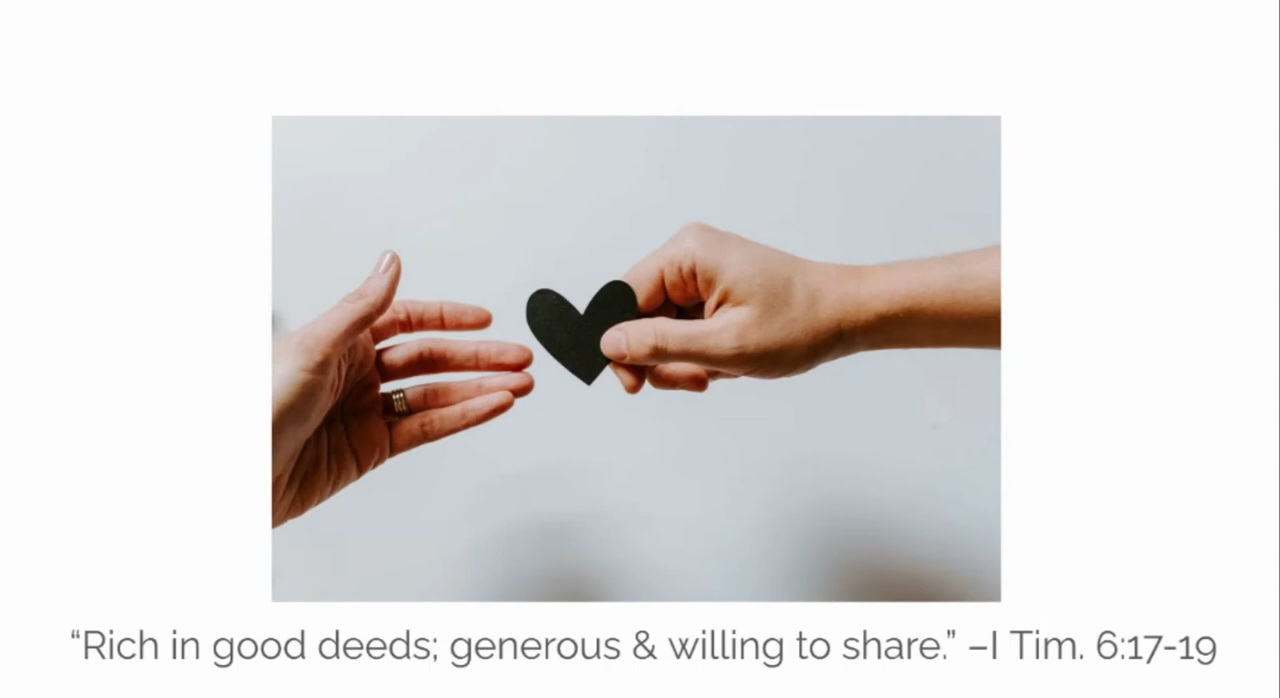 “Rich in good deeds; generous & willing to share.” –I Tim. 6:17-19